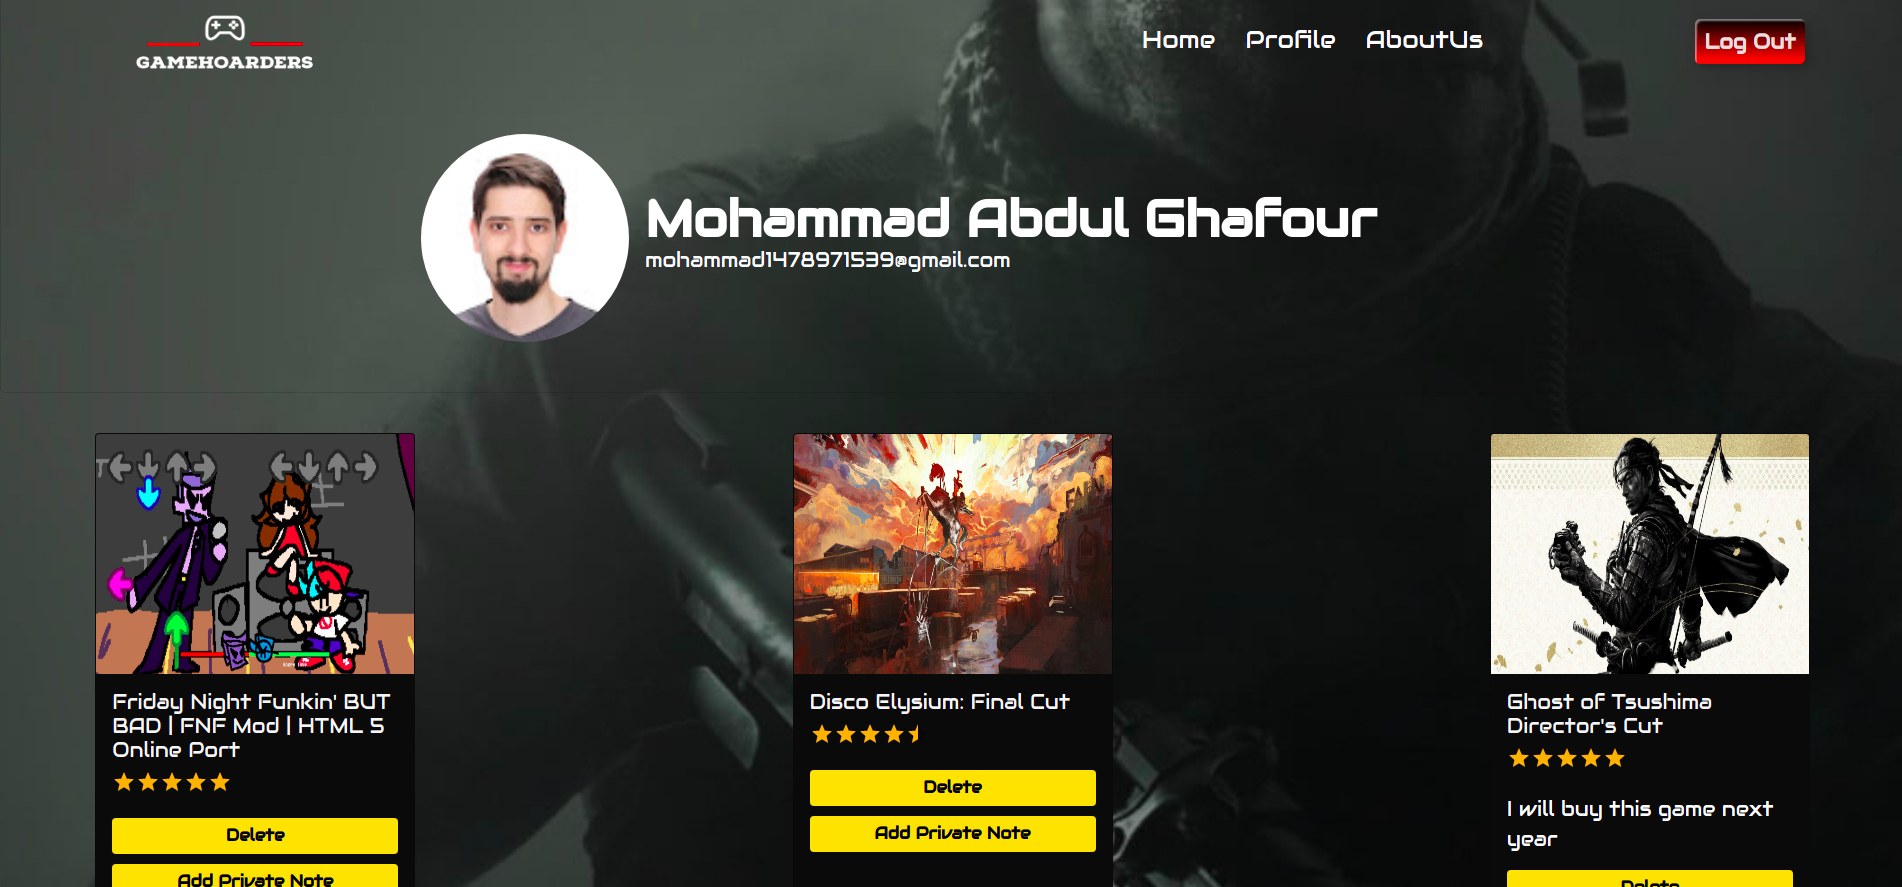 GAMEHOARDERS
Home Profile AboutUs
Log Out
Mohammad Abdul Ghafour
mohammad1478971539@gmail.com
Friday Night Funkin' BUT
BAD | FNF Mod | HTML 5
Online Port
Delete
Add Private Note
Disco Elysium: Final Cut
Delete
Add Private Note
Ghost of Tsushima
Director's Cut
I will buy this game next
year
Delete